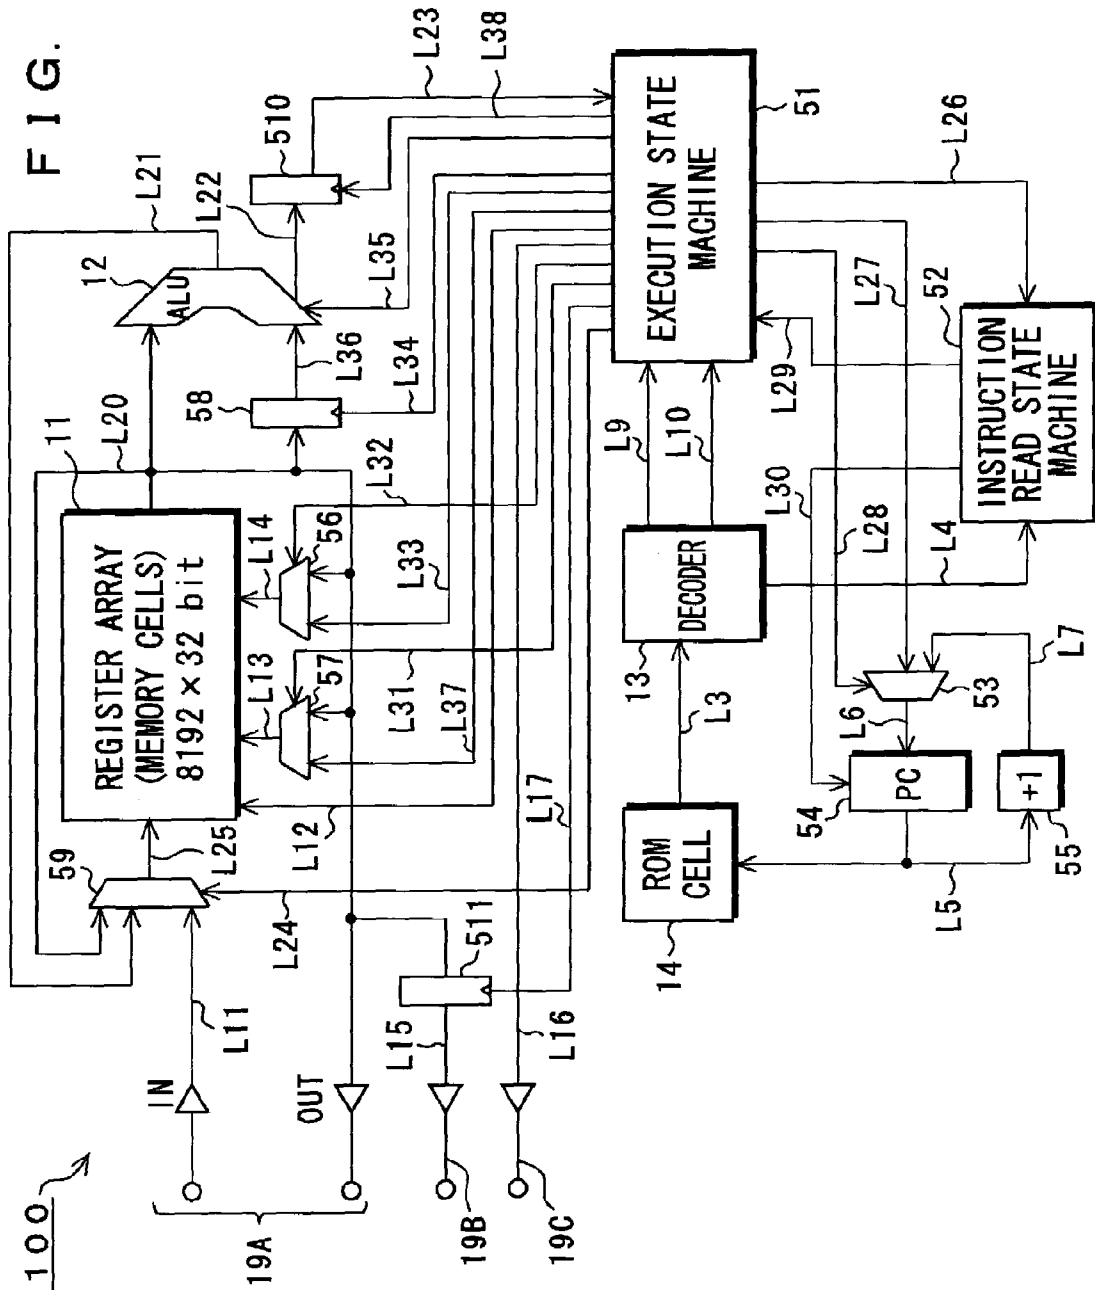 100
FIG.
IN
L11
19A
OUT
19B
19C
L15
L16
511
L17
L24
59
L25
REGISTER ARRAY
(MEMORY CELLS)
8192×32 bit
11
L20
L12
L13
57
L14
56
L31
L37
L33
L32
58
L36
L34
ALU
12
L21
L22
L35
510
L23
L38
EXECUTION STATE
MACHINE
51
L9
L10
DECODER
13
L3
ROM
CELL
14
L5
PC
54
L6
53
+1
55
L7
L4
L30
L28
L29
L27
L26
INSTRUCTION
READ STATE
MACHINE
52